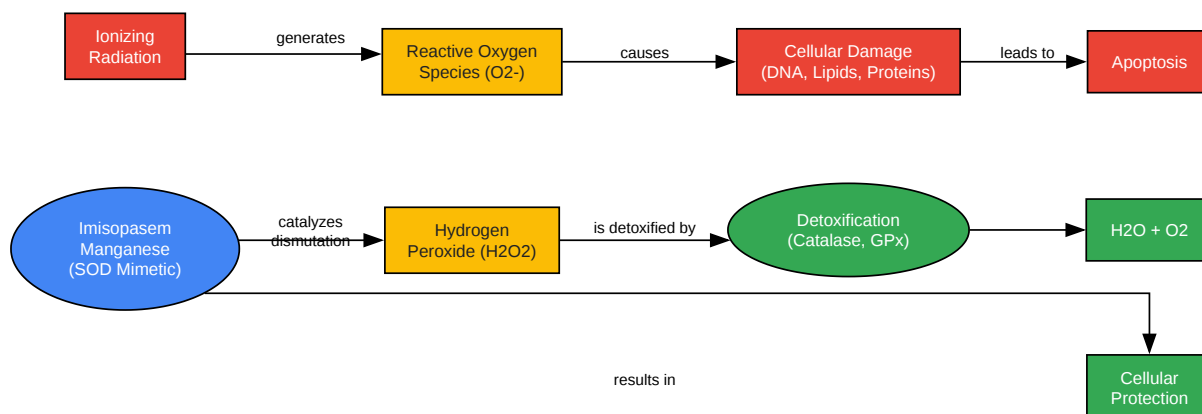 Ionizing
Radiation
generates
Reactive Oxygen
Species (O2-)
causes
Cellular Damage
(DNA, Lipids, Proteins)
leads to
Apoptosis
Imisopasem
Manganese
(SOD Mimetic)
catalyzes
dismutation
Hydrogen
Peroxide (H2O2)
is detoxified by
Detoxification
(Catalase, GPx)
H2O + O2
results in
Cellular
Protection